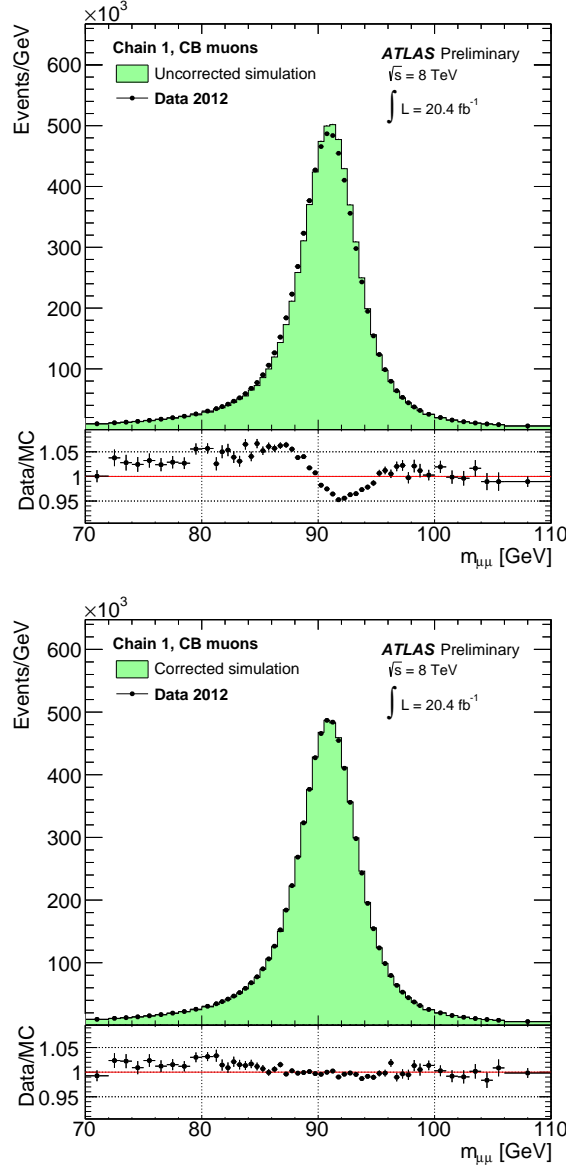 ×10³
Events/GeV
600
500
400
300
200
100
Chain 1, CB muons
Uncorrected simulation
Data 2012
ATLAS Preliminary
√s = 8 TeV
∫ L = 20.4 fb⁻¹
Data/MC
1.05
1
0.95
70 80 90 100 110
mμμ [GeV]
×10³
Events/GeV
600
500
400
300
200
100
Chain 1, CB muons
Corrected simulation
Data 2012
ATLAS Preliminary
√s = 8 TeV
∫ L = 20.4 fb⁻¹
Data/MC
1.05
1
0.95
70 80 90 100 110
mμμ [GeV]